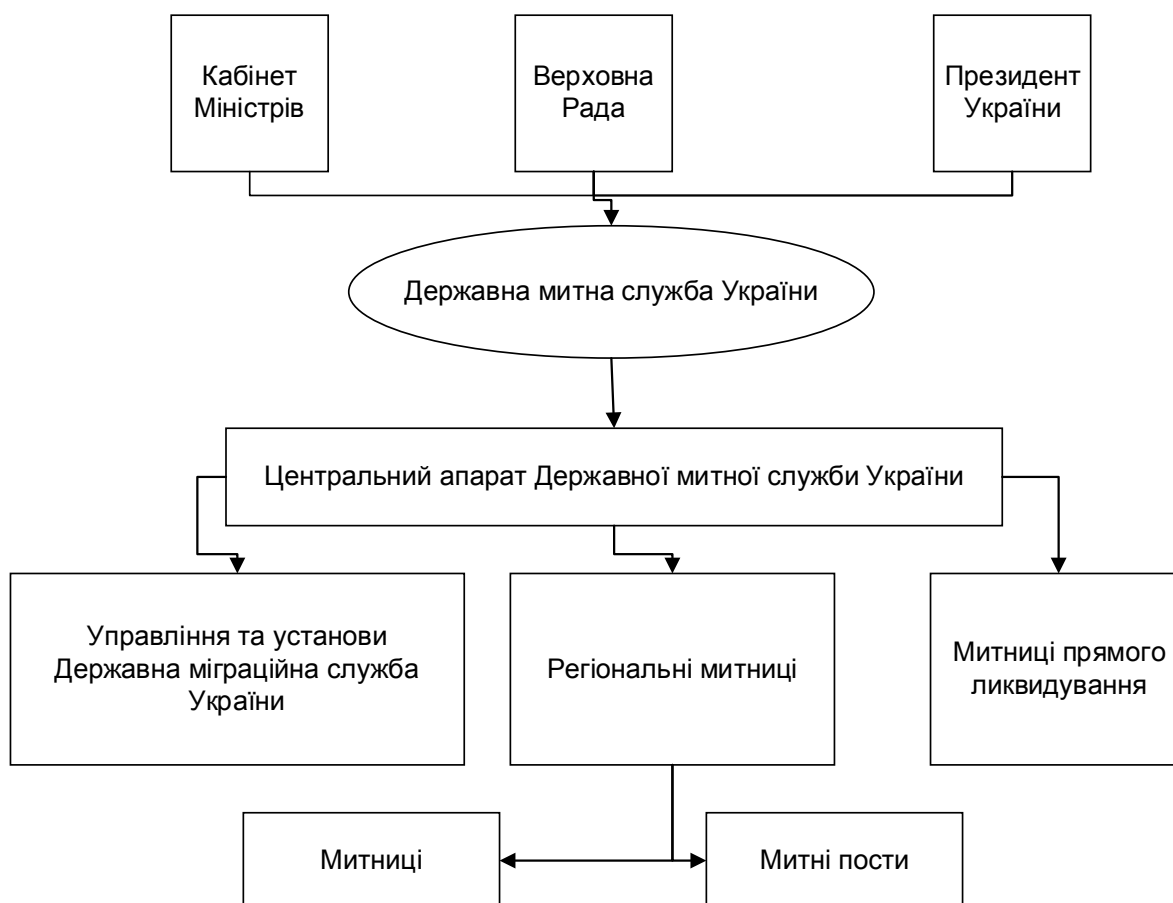 Кабінет
Міністрів
Верховна
Рада
Президент
України
Державна митна служба України
Центральний апарат Державної митної служби України
Управління та установи
Державна міграційна служба
України
Регіональні митниці
Митниці прямого
ликвидування
Митниці
Митні пости